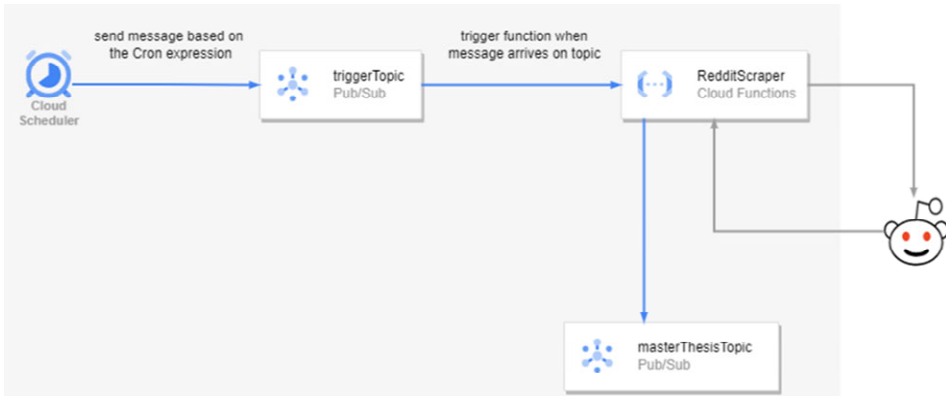 send message based on
the Cron expression
trigger function when
message arrives on topic
Cloud
Scheduler
triggerTopic
Pub/Sub
RedditScraper
Cloud Functions
masterThesisTopic
Pub/Sub